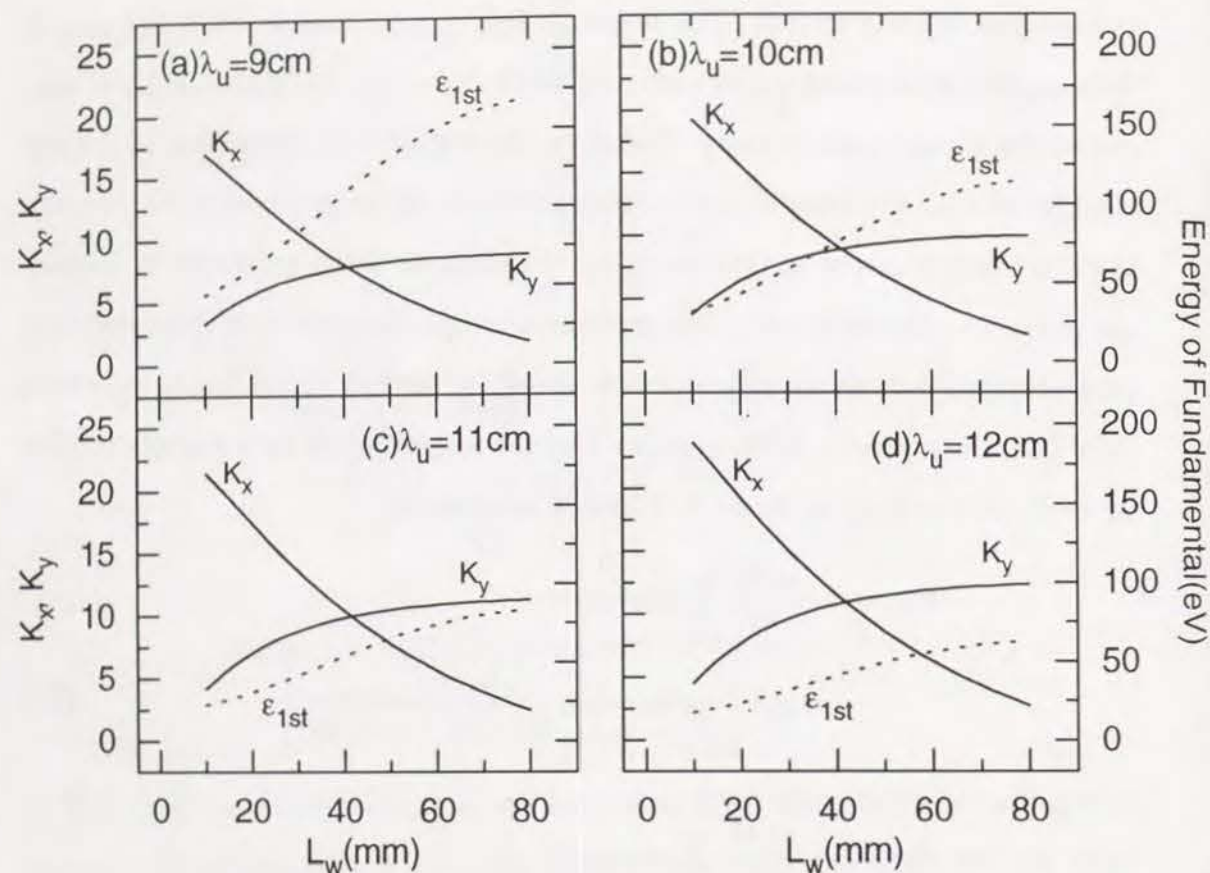 (a)λu=9cm
ε1st
Kx
Ky
25
20
15
10
5
0
Kx, Ky
(b)λu=10cm
ε1st
Kx
Ky
200
150
100
50
0
(c)λu=11cm
Kx
Ky
ε1st
25
20
15
10
5
0
Kx, Ky
0 20 40 60 80
Lw(mm)
(d)λu=12cm
Kx
Ky
ε1st
200
150
100
50
0
0 20 40 60 80
Lw(mm)
Energy of Fundamental(eV)